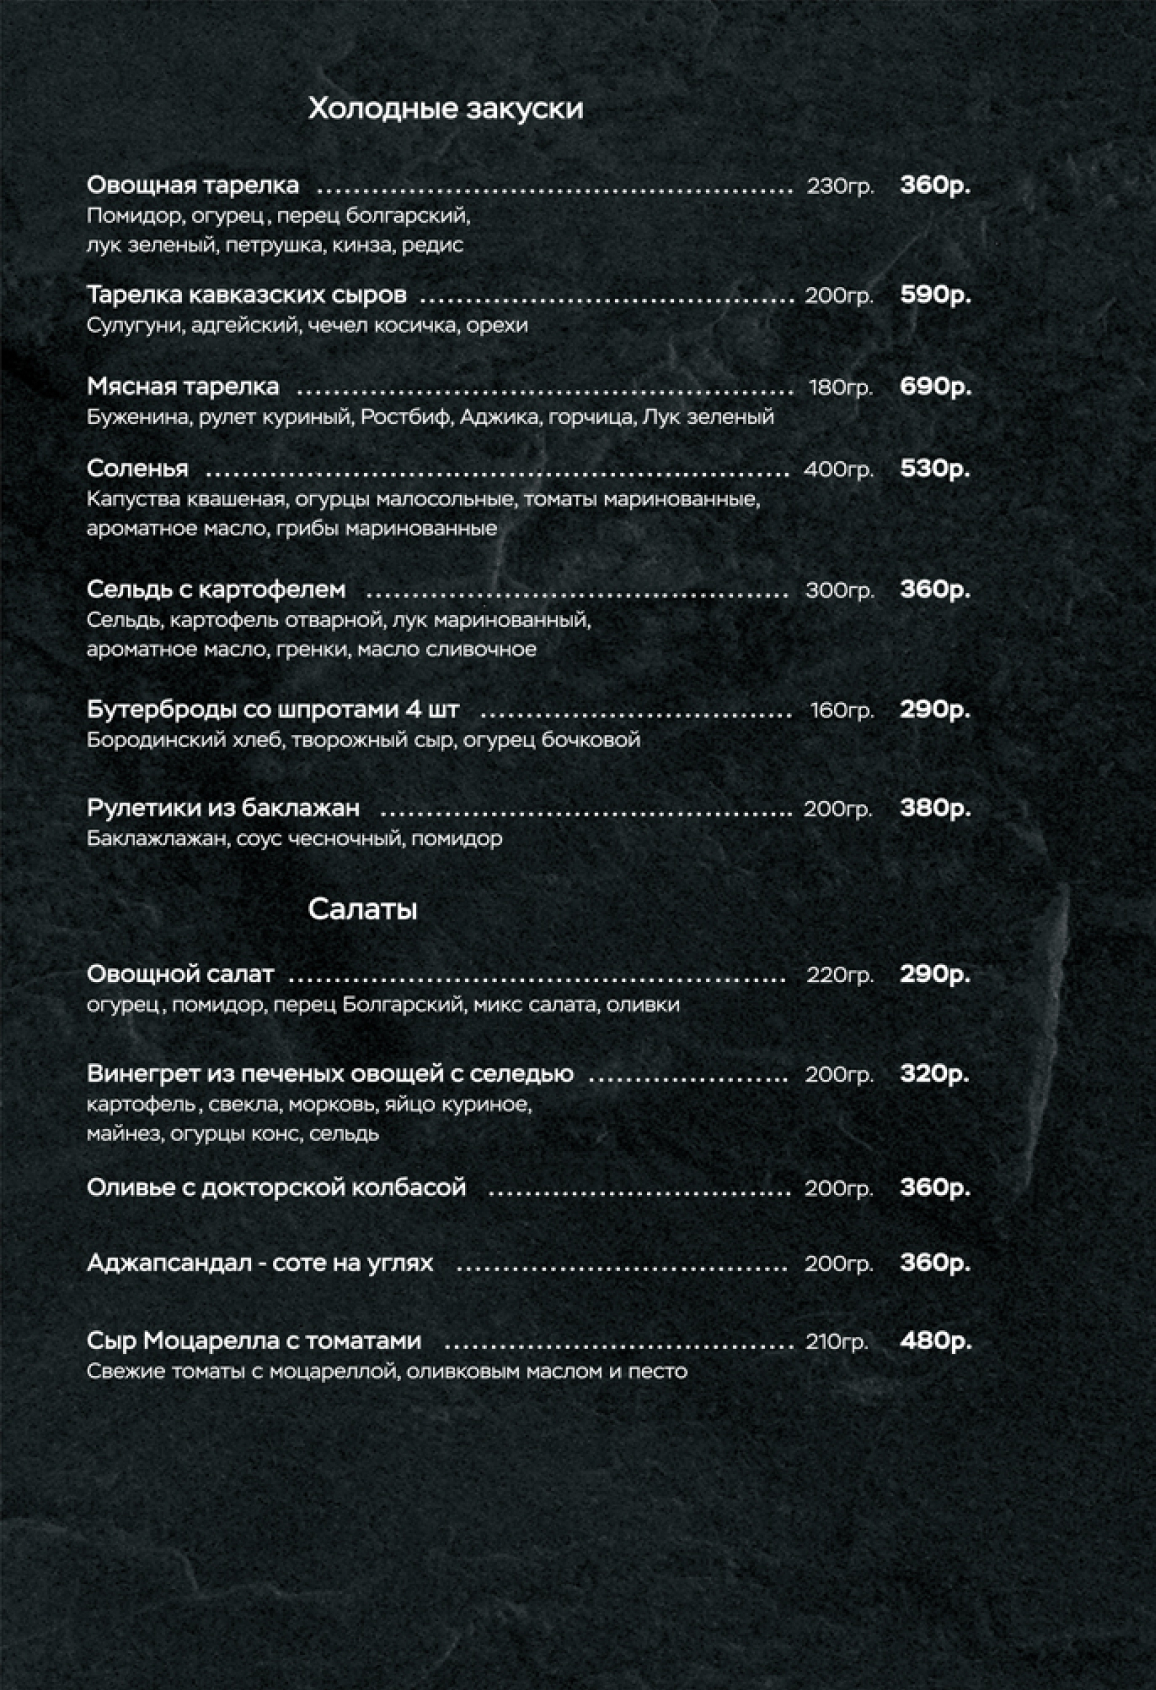 Холодные закуски
Овощная тарелка ........................................................ 230гр. 360р.
Помидор, огурец, перец болгарский,
лук зеленый, петрушка, кинза, редис
Тарелка кавказских сыров ............................................ 200гр. 590р.
Сулугуни, адгейский, чечел косичка, орехи
Мясная тарелка .......................................................... 180гр. 690р.
Буженина, рулет куриный, Ростбиф, Аджика, горчица, Лук зеленый
Соленья .................................................................... 400гр. 530р.
Капуства квашеная, огурцы малосольные, томаты маринованные,
ароматное масло, грибы маринованные
Сельдь с картофелем .................................................. 300гр. 360р.
Сельдь, картофель отварной, лук маринованный,
ароматное масло, гренки, масло сливочное
Бутерброды со шпротами 4 шт ..................................... 160гр. 290р.
Бородинский хлеб, творожный сыр, огурец бочковой
Рулетики из баклажан ................................................ 200гр. 380р.
Баклажлажан, соус чесночный, помидор
Салаты
Овощной салат .......................................................... 220гр. 290р.
огурец, помидор, перец Болгарский, микс салата, оливки
Винегрет из печеных овощей с селедью ....................... 200гр. 320р.
картофель, свекла, морковь, яйцо куриное,
майнез, огурцы конс, сельдь
Оливье с докторской колбасой .................................... 200гр. 360р.
Аджапсандал - соте на углях ....................................... 200гр. 360р.
Сыр Моцарелла с томатами ......................................... 210гр. 480р.
Свежие томаты с моцареллой, оливковым маслом и песто